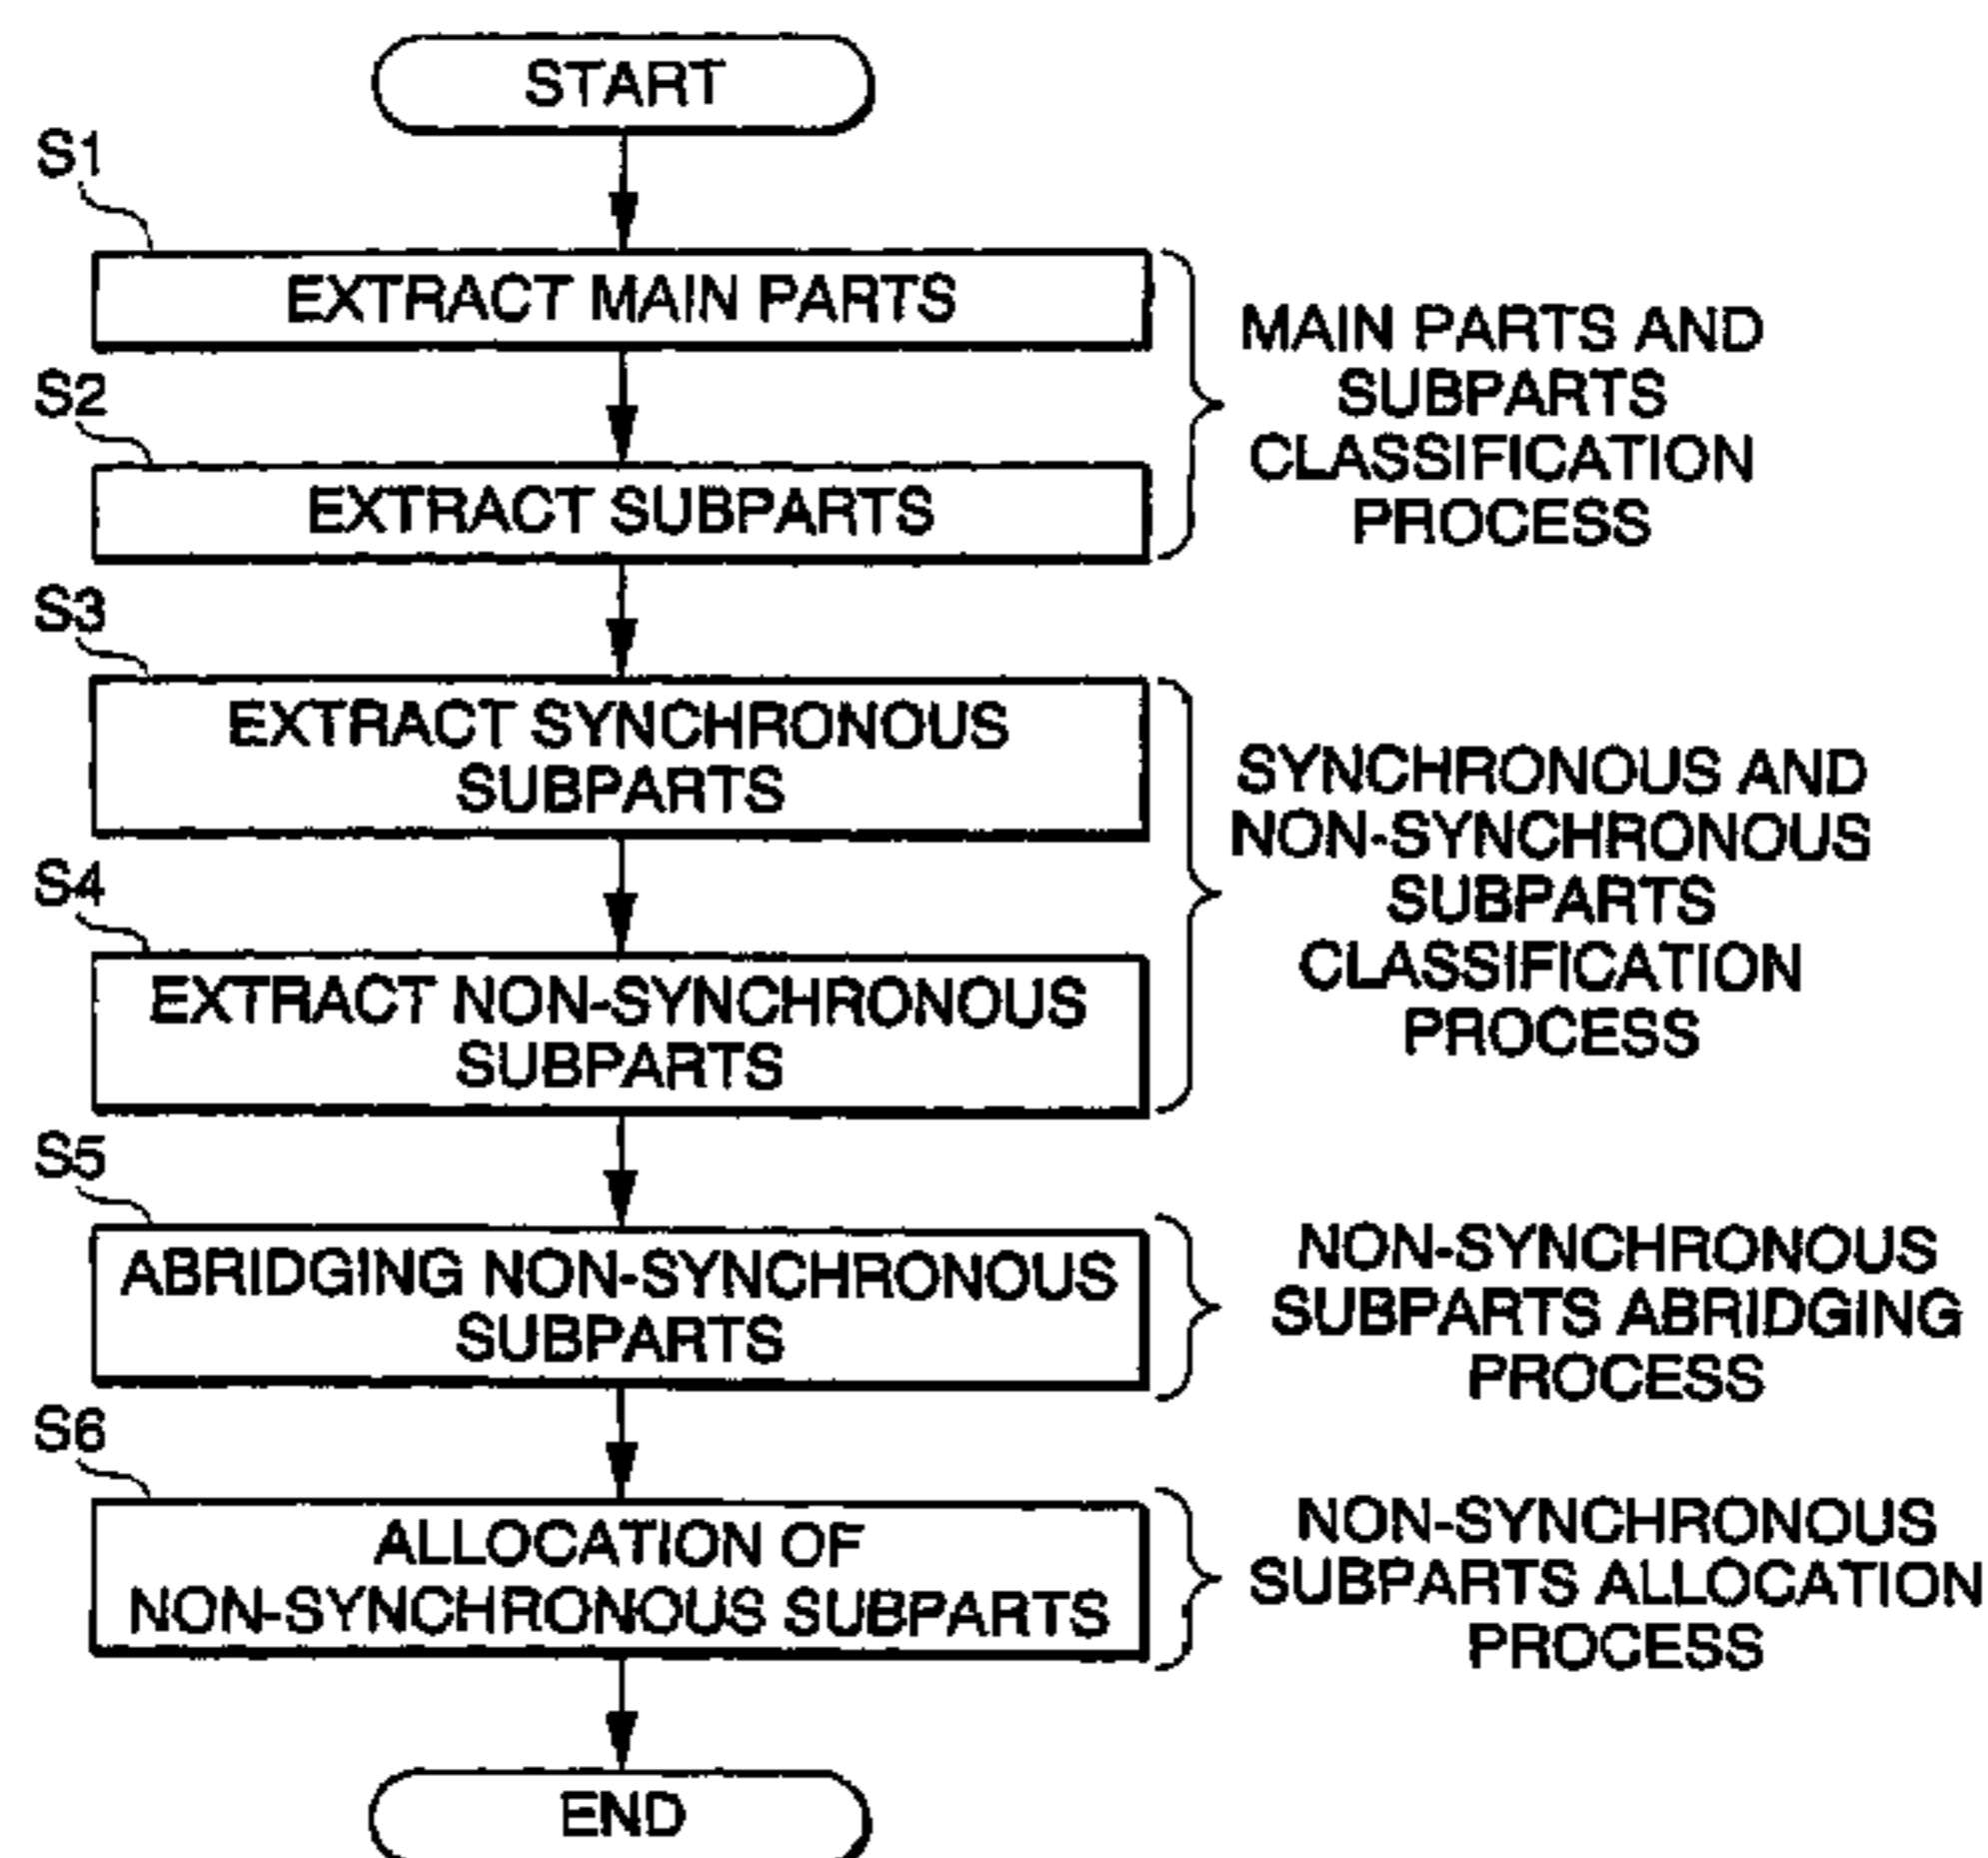 START
S1
EXTRACT MAIN PARTS
S2
EXTRACT SUBPARTS
MAIN PARTS AND
SUBPARTS
CLASSIFICATION
PROCESS
S3
EXTRACT SYNCHRONOUS
SUBPARTS
S4
EXTRACT NON-SYNCHRONOUS
SUBPARTS
SYNCHRONOUS AND
NON-SYNCHRONOUS
SUBPARTS
CLASSIFICATION
PROCESS
S5
ABRIDGING NON-SYNCHRONOUS
SUBPARTS
NON-SYNCHRONOUS
SUBPARTS ABRIDGING
PROCESS
S6
ALLOCATION OF
NON-SYNCHRONOUS SUBPARTS
NON-SYNCHRONOUS
SUBPARTS ALLOCATION
PROCESS
END